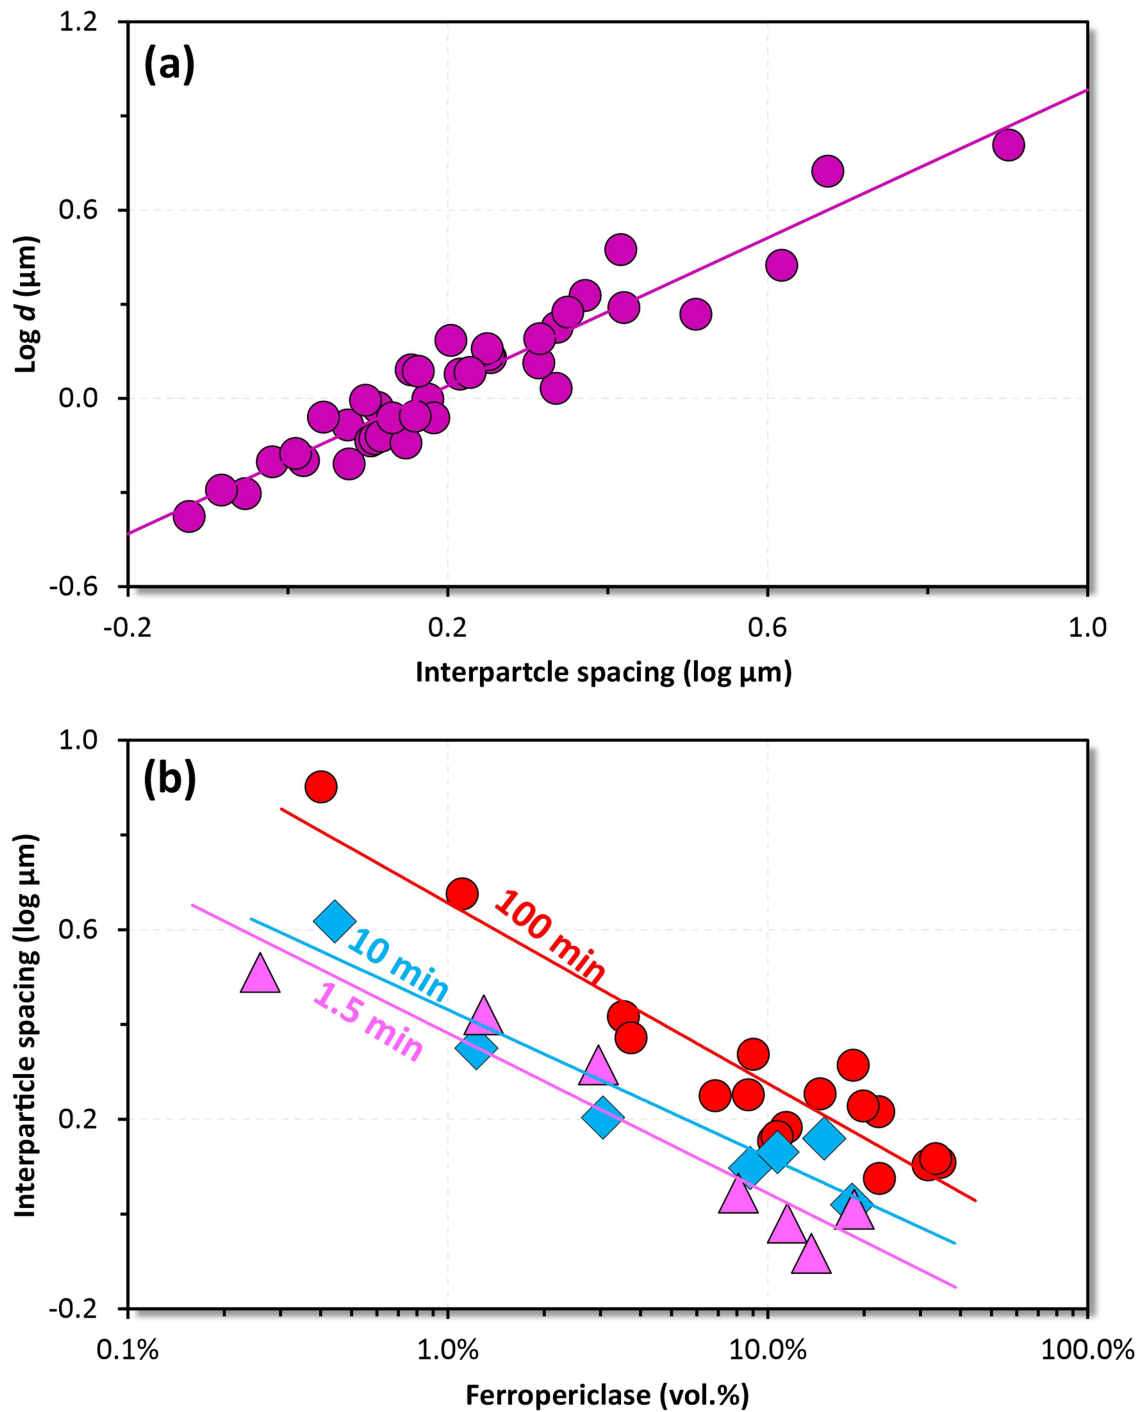 (a)
1.2
0.6
0.0
-0.6
Log d (µm)
-0.2
0.2
0.6
1.0
Interpartcle spacing (log µm)
(b)
1.0
0.6
0.2
-0.2
Interparticle spacing (log µm)
100 min
10 min
1.5 min
0.1%
1.0%
10.0%
100.0%
Ferropericlase (vol.%)